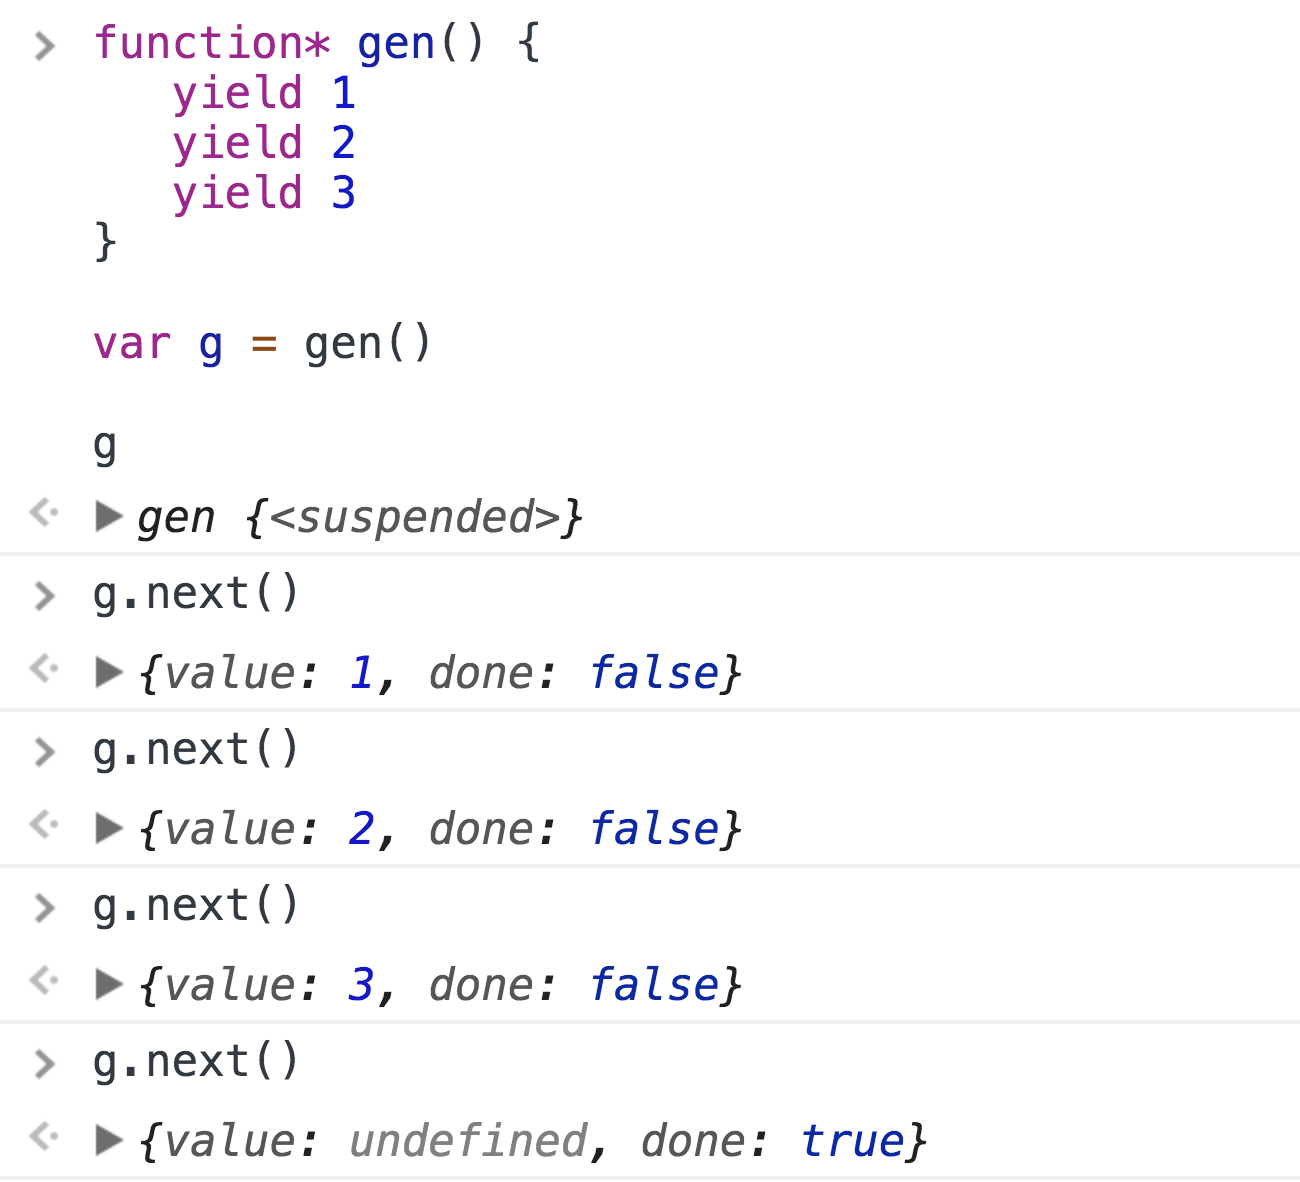 function* gen() {
   yield 1
   yield 2
   yield 3
}
var g = gen()
g
gen {<suspended>}
g.next()
{value: 1, done: false}
g.next()
{value: 2, done: false}
g.next()
{value: 3, done: false}
g.next()
{value: undefined, done: true}